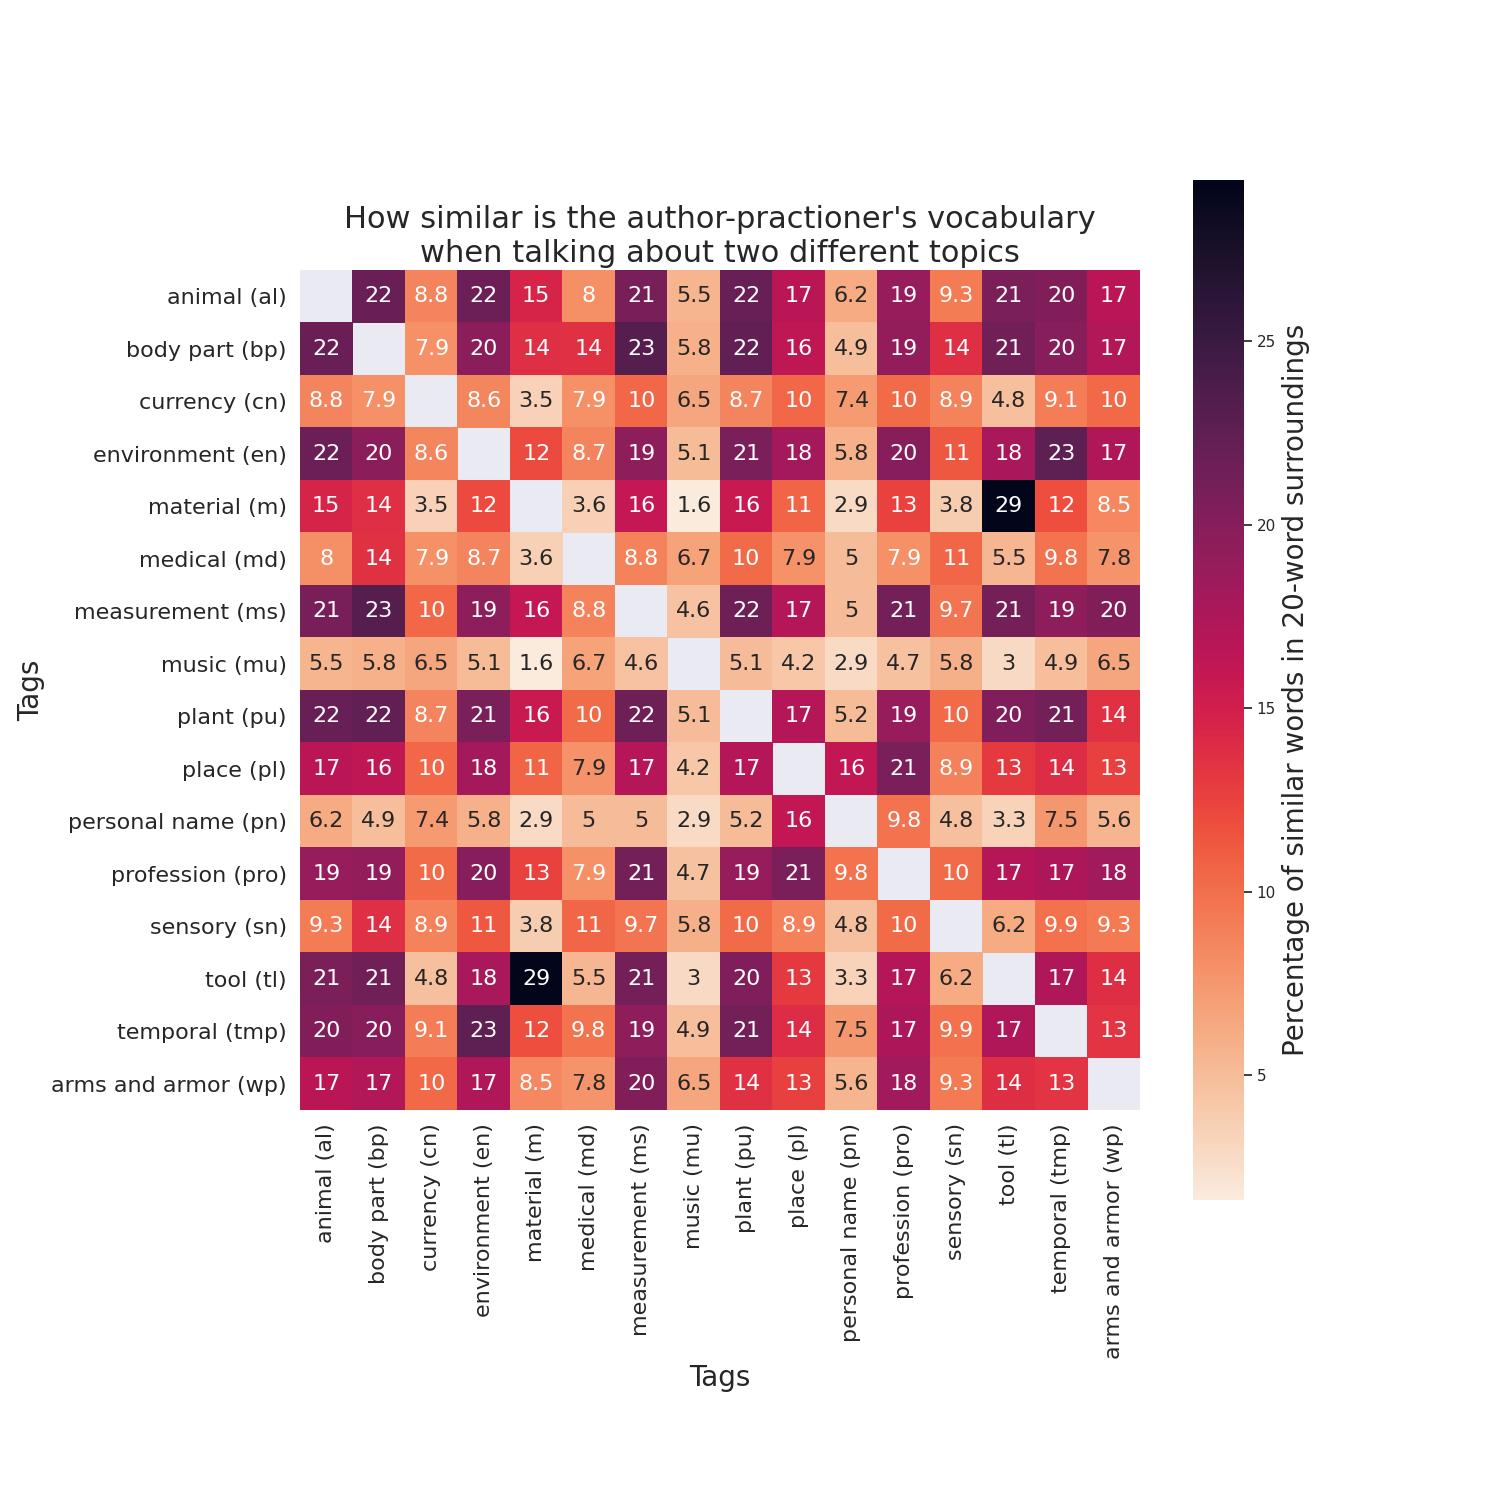 How similar is the author-practioner's vocabulary
when talking about two different topics
animal (al) 22 8.8 22 15 8 21 5.5 22 17 6.2 19 9.3 21 20 17
body part (bp) 22 7.9 20 14 14 23 5.8 22 16 4.9 19 14 21 20 17
currency (cn) 8.8 7.9 8.6 3.5 7.9 10 6.5 8.7 10 7.4 10 8.9 4.8 9.1 10
environment (en) 22 20 8.6 12 8.7 19 5.1 21 18 5.8 20 11 18 23 17
material (m) 15 14 3.5 12 3.6 16 1.6 16 11 2.9 13 3.8 29 12 8.5
medical (md) 8 14 7.9 8.7 3.6 8.8 6.7 10 7.9 5 7.9 11 5.5 9.8 7.8
measurement (ms) 21 23 10 19 16 8.8 4.6 22 17 5 21 9.7 21 19 20
music (mu) 5.5 5.8 6.5 5.1 1.6 6.7 4.6 5.1 4.2 2.9 4.7 5.8 3 4.9 6.5
plant (pu) 22 22 8.7 21 16 10 22 5.1 17 5.2 19 10 20 21 14
place (pl) 17 16 10 18 11 7.9 17 4.2 17 16 21 8.9 13 14 13
personal name (pn) 6.2 4.9 7.4 5.8 2.9 5 5 2.9 5.2 16 9.8 4.8 3.3 7.5 5.6
profession (pro) 19 19 10 20 13 7.9 21 4.7 19 21 9.8 10 17 17 18
sensory (sn) 9.3 14 8.9 11 3.8 11 9.7 5.8 10 8.9 4.8 10 6.2 9.9 9.3
tool (tl) 21 21 4.8 18 29 5.5 21 3 20 13 3.3 17 6.2 17 14
temporal (tmp) 20 20 9.1 23 12 9.8 19 4.9 21 14 7.5 17 9.9 17 13
arms and armor (wp) 17 17 10 17 8.5 7.8 20 6.5 14 13 5.6 18 9.3 14 13
Tags
animal (al)
body part (bp)
currency (cn)
environment (en)
material (m)
medical (md)
measurement (ms)
music (mu)
plant (pu)
place (pl)
personal name (pn)
profession (pro)
sensory (sn)
tool (tl)
temporal (tmp)
arms and armor (wp)
Tags
25
20
15
10
5
Percentage of similar words in 20-word surroundings